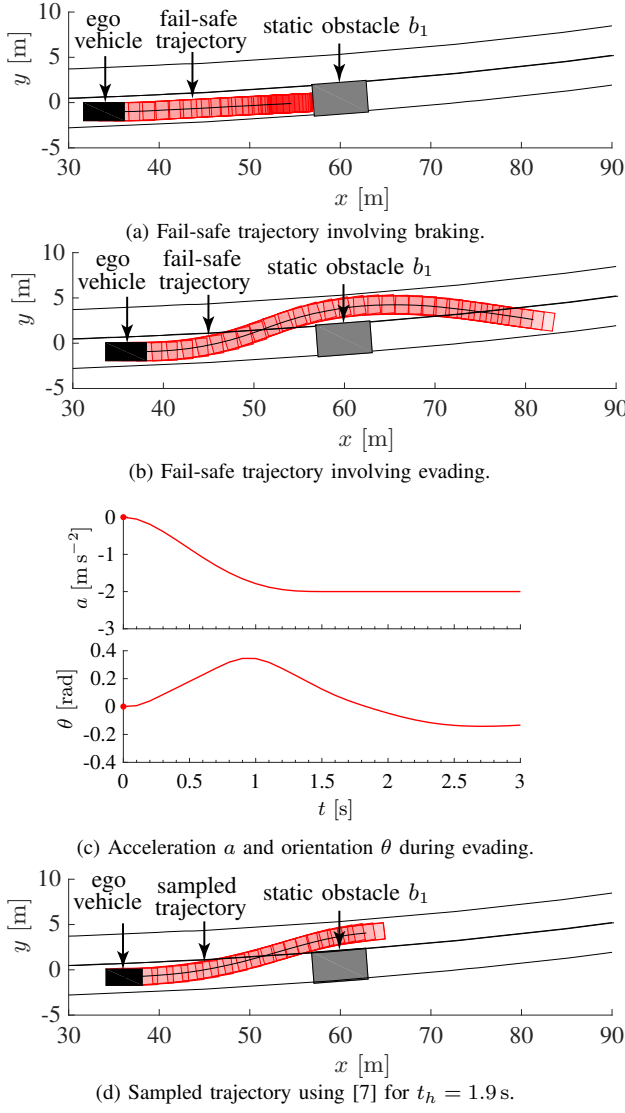 ego vehicle
fail-safe trajectory
static obstacle b₁
10
5
0
-5
y [m]
30 40 50 60 70 80 90
x [m]
(a) Fail-safe trajectory involving braking.
ego vehicle
fail-safe trajectory
static obstacle b₁
10
5
0
-5
y [m]
30 40 50 60 70 80 90
x [m]
(b) Fail-safe trajectory involving evading.
0
-1
-2
-3
a [m s⁻²]
0.4
0.2
0
-0.2
-0.4
θ [rad]
0 0.5 1 1.5 2 2.5 3
t [s]
(c) Acceleration a and orientation θ during evading.
ego vehicle
sampled trajectory
static obstacle b₁
10
5
0
-5
y [m]
30 40 50 60 70 80 90
x [m]
(d) Sampled trajectory using [7] for tₕ = 1.9 s.